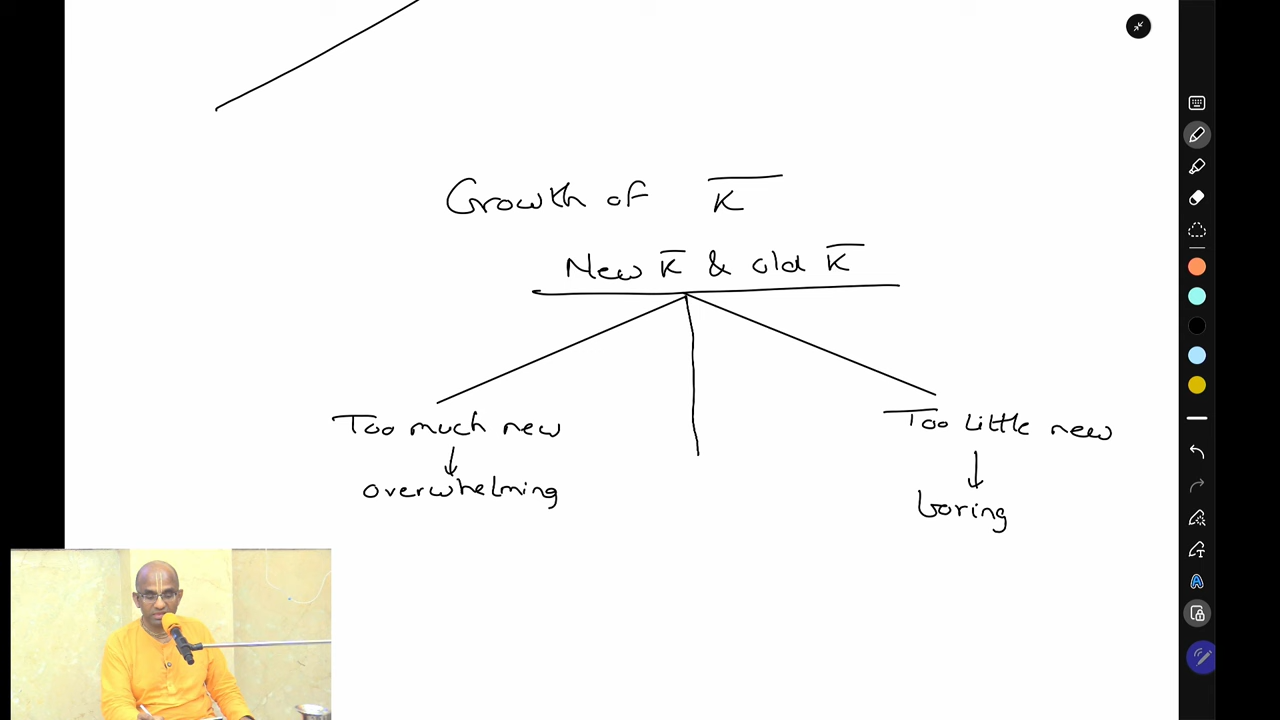 Growth of K̅
New K̅ & old K̅
Too much new
Too little new
overwhelming
boring